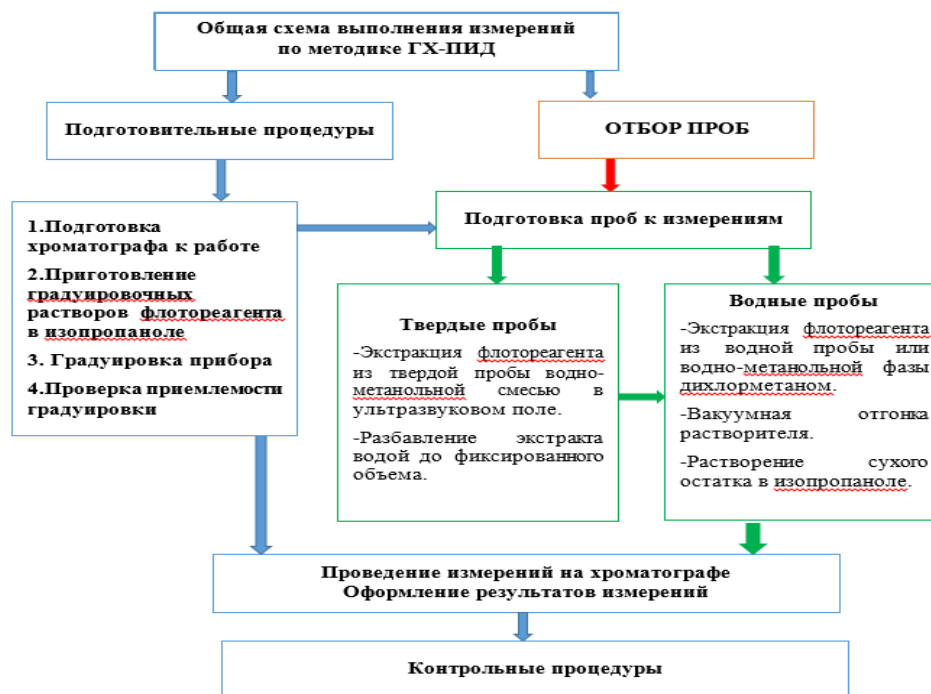 Общая схема выполнения измерений
по методике ГХ-ПИД
Подготовительные процедуры
ОТБОР ПРОБ
1.Подготовка
хроматографа к работе
2.Приготовление
градуировочных
растворов флотореагента
в изопропаноле
3. Градуировка прибора
4.Проверка приемлемости
градуировки
Подготовка проб к измерениям
Твердые пробы
-Экстракция флотореагента
из твердой пробы водно-
метанольной смесью в
ультразвуковом поле.
-Разбавление экстракта
водой до фиксированного
объема.
Водные пробы
-Экстракция флотореагента
из водной пробы или
водно-метанольной фазы
дихлорметаном.
-Вакуумная отгонка
растворителя.
-Растворение сухого
остатка в изопропаноле.
Проведение измерений на хроматографе
Оформление результатов измерений
Контрольные процедуры